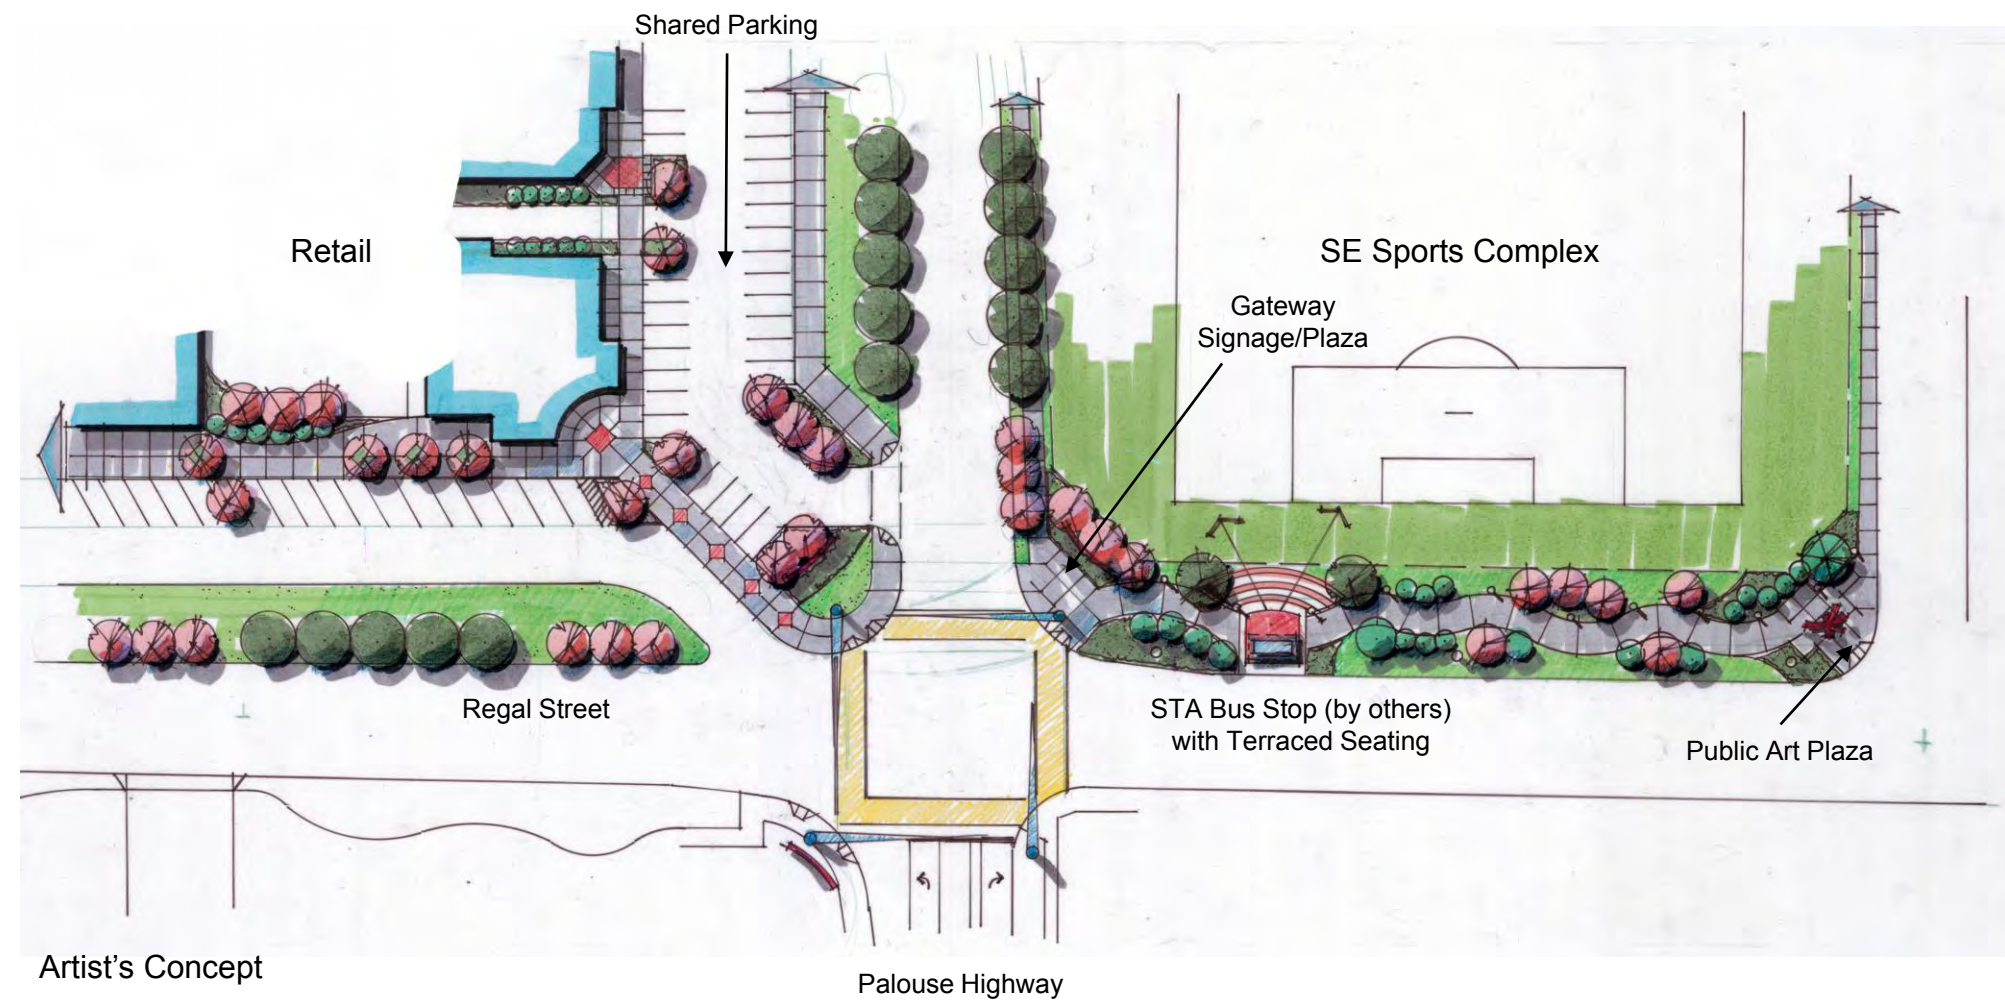 Shared Parking
Retail
SE Sports Complex
Gateway
Signage/Plaza
Regal Street
STA Bus Stop (by others)
with Terraced Seating
Public Art Plaza
Artist's Concept
Palouse Highway